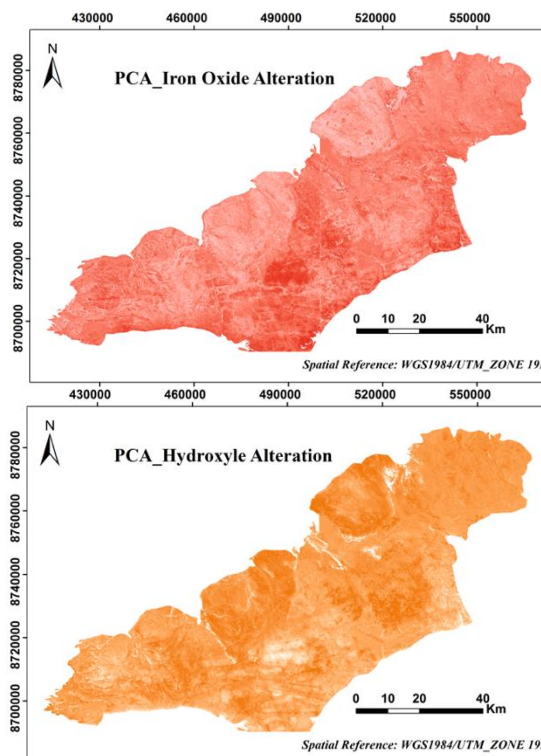 430000 460000 490000 520000 550000
N
PCA_Iron Oxide Alteration
8780000
8760000
8740000
8720000
8700000
0 10 20 40
Km
Spatial Reference: WGS1984/UTM_ZONE 19
430000 460000 490000 520000 550000
N
PCA_Hydroxyle Alteration
8780000
8760000
8740000
8720000
8700000
0 10 20 40
Km
Spatial Reference: WGS1984/UTM_ZONE 19